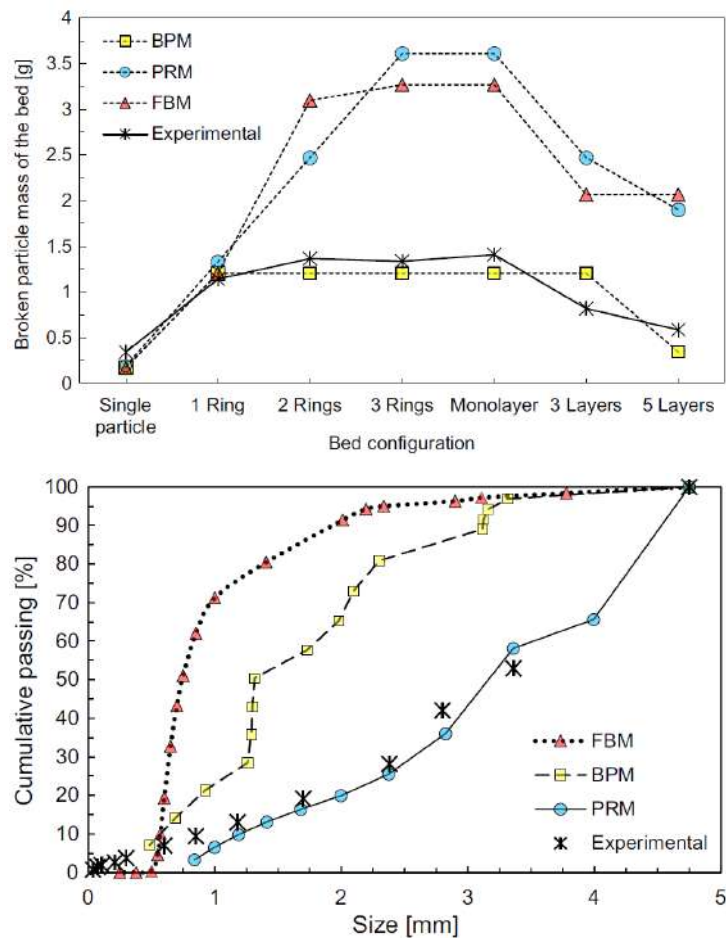 4
3.5
3
2.5
2
1.5
1
0.5
0
Broken particle mass of the bed [g]
BPM
PRM
FBM
Experimental
Single particle
1 Ring
2 Rings
3 Rings
Monolayer
3 Layers
5 Layers
Bed configuration
100
90
80
70
60
50
40
30
20
10
0
Cumulative passing [%]
FBM
BPM
PRM
Experimental
0
1
2
3
4
5
Size [mm]